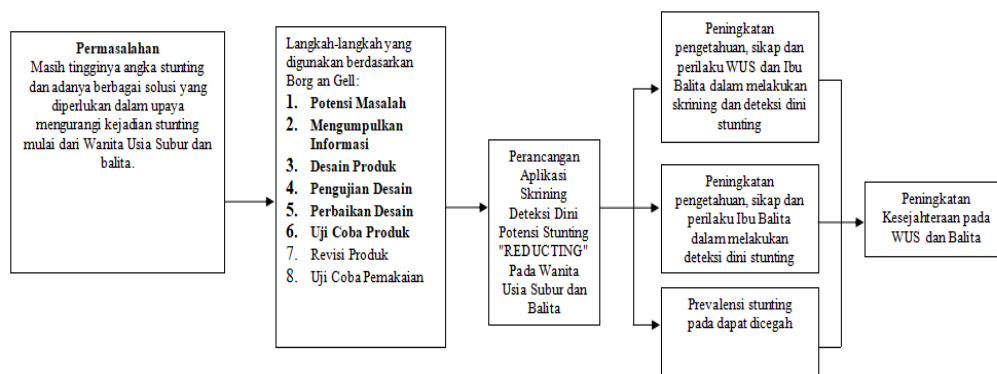 Permasalahan
Masih tingginya angka stunting
dan adanya berbagai solusi yang
diperlukan dalam upaya
mengurangi kejadian stunting
mulai dari Wanita Usia Subur dan
balita.
Langkah-langkah yang
digunakan berdasarkan
Borg an Gell:
1. Potensi Masalah
2. Mengumpulkan
Informasi
3. Desain Produk
4. Pengujian Desain
5. Perbaikan Desain
6. Uji Coba Produk
7. Revisi Produk
8. Uji Coba Pemakaian
Perancangan
Aplikasi
Skrining
Deteksi Dini
Potensi Stunting
"REDUCTING"
Pada Wanita
Usia Subur dan
Balita
Peningkatan
pengetahuan, sikap dan
perilaku WUS dan Ibu
Balita dalam melakukan
skrining dan deteksi dini
stunting
Peningkatan
pengetahuan, sikap dan
perilaku Ibu Balita
dalam melakukan
deteksi dini stunting
Prevalensi stunting
pada dapat dicegah
Peningkatan
Kesejahteraan pada
WUS dan Balita